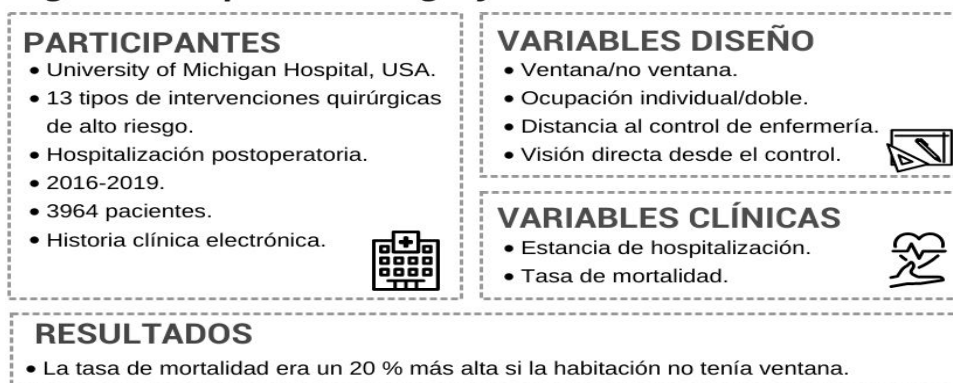 PARTICIPANTES
• University of Michigan Hospital, USA.
• 13 tipos de intervenciones quirúrgicas
de alto riesgo.
• Hospitalización postoperatoria.
• 2016-2019.
• 3964 pacientes.
• Historia clínica electrónica.
VARIABLES DISEÑO
• Ventana/no ventana.
• Ocupación individual/doble.
• Distancia al control de enfermería.
• Visión directa desde el control.
VARIABLES CLÍNICAS
• Estancia de hospitalización.
• Tasa de mortalidad.
RESULTADOS
• La tasa de mortalidad era un 20 % más alta si la habitación no tenía ventana.